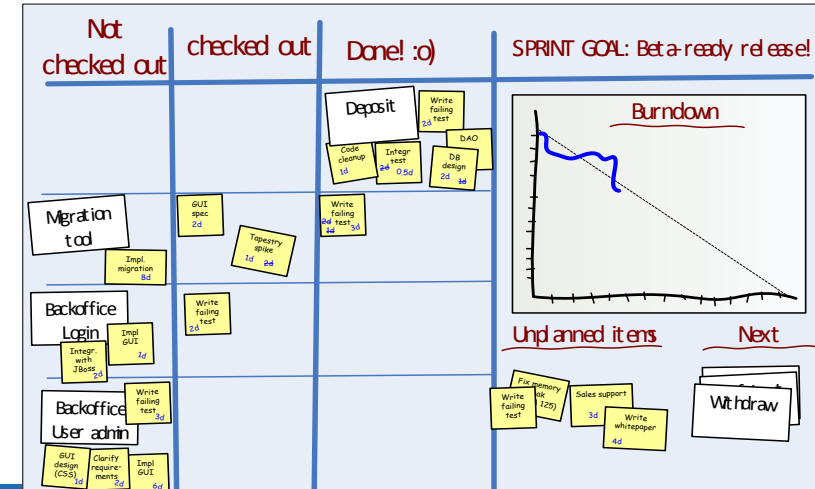 Not
checked out
checked out
Done! :o)
SPRINT GOAL: Beta-ready release!
Deposit
Write
failing
test
2d
DAO
Code
cleanup
1d
Integr
test
2d 0.5d
DB
design
2d 1d
Burndown
Migration
tool
Impl.
migration
8d
GUI
spec
2d
Tapestry
spike
1d 2d
Write
failing
test
2d
1d 3d
Backoffice
Login
Integr.
with
JBoss
2d
Impl
GUI
1d
Write
failing
test
2d
Unplanned items
Next
Fix memory
125)
Write
failing
test
Sales support
3d
Write
whitepaper
4d
Withdraw
Backoffice
User admin
Write
failing
test
3d
GUI
design
(CSS)
1d
Clarify
require-
ments
2d
Impl
GUI
6d